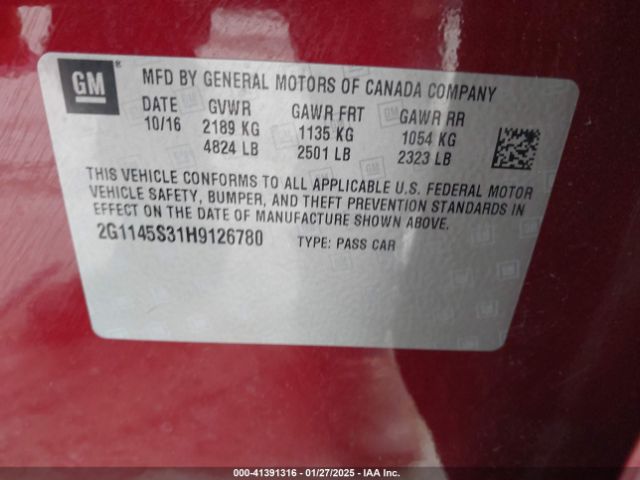 GM®
MFD BY GENERAL MOTORS OF CANADA COMPANY
DATE GVWR GAWR FRT GAWR RR
10/16 2189 KG 1135 KG 1054 KG
4824 LB 2501 LB 2323 LB
THIS VEHICLE CONFORMS TO ALL APPLICABLE U.S. FEDERAL MOTOR
VEHICLE SAFETY, BUMPER, AND THEFT PREVENTION STANDARDS IN
EFFECT ON THE DATE OF MANUFACTURE SHOWN ABOVE.
2G1145S31H9126780 TYPE: PASS CAR
000-41391316 | 01/27/2025 | IAA Inc.